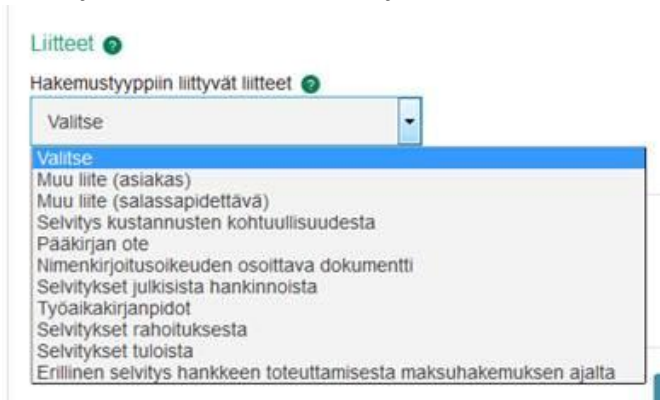 Liitteet ?
Hakemustyyppiin liittyvät liitteet ?
Valitse
Valitse
Muu liite (asiakas)
Muu liite (salassapidettävä)
Selvitys kustannusten kohtuullisuudesta
Pääkirjan ote
Nimenkirjoitusoikeuden osoittava dokumentti
Selvitykset julkisista hankinnoista
Työaikakirjanpidot
Selvitykset rahoituksesta
Selvitykset tuloista
Erillinen selvitys hankkeen toteuttamisesta maksuhakemuksen ajalta